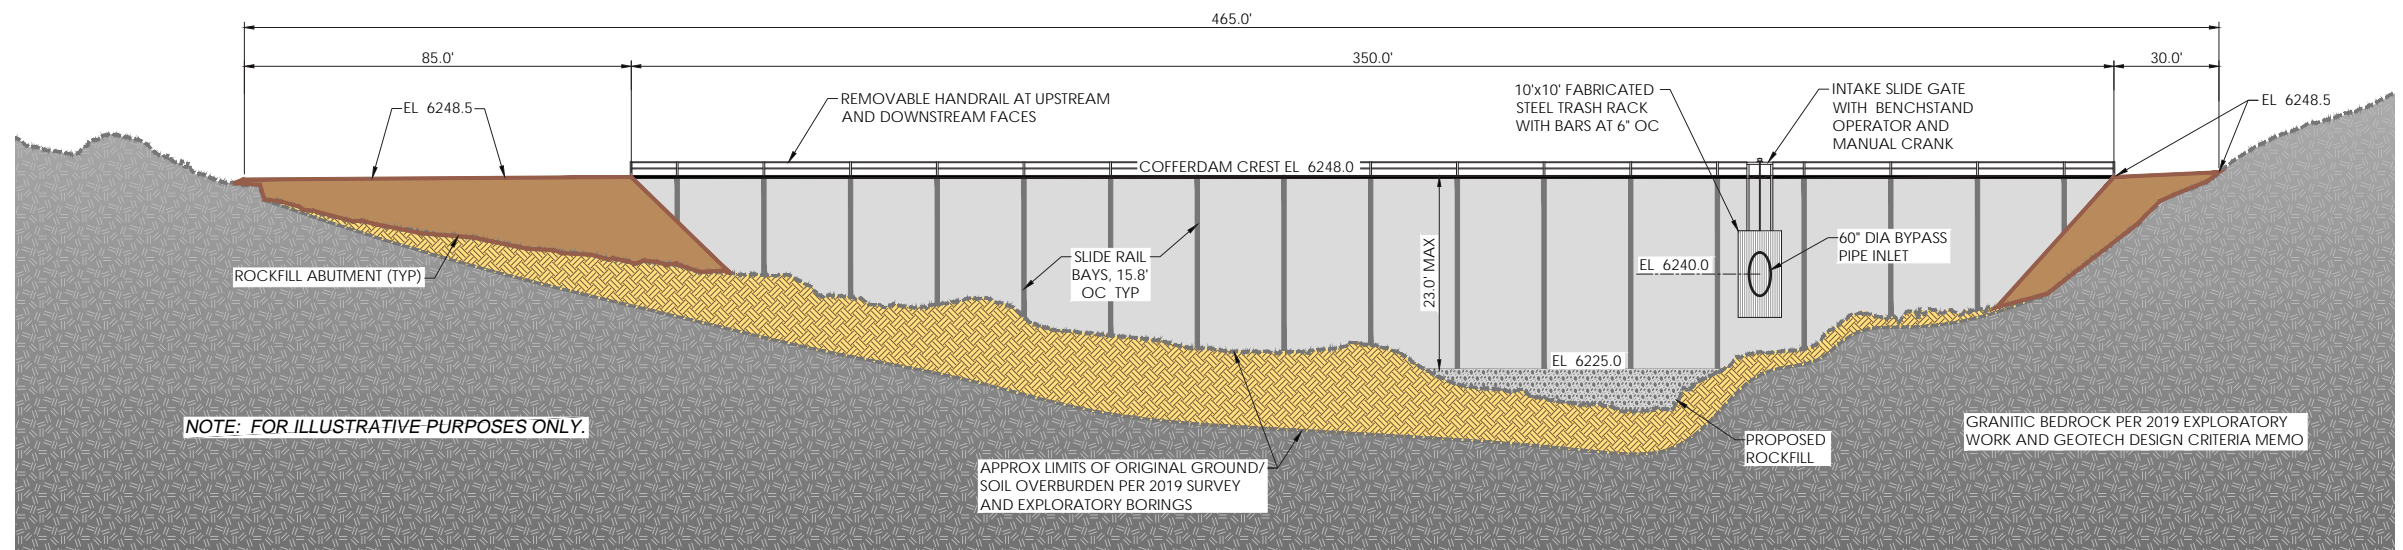 465.0'
85.0'
350.0'
30.0'
EL 6248.5
REMOVABLE HANDRAIL AT UPSTREAM
AND DOWNSTREAM FACES
10'x10' FABRICATED
STEEL TRASH RACK
WITH BARS AT 6" OC
INTAKE SLIDE GATE
WITH BENCHSTAND
OPERATOR AND
MANUAL CRANK
EL 6248.5
COFFERDAM CREST EL 6248.0
ROCKFILL ABUTMENT (TYP)
SLIDE RAIL
BAYS, 15.8'
OC TYP
23.0' MAX
EL 6240.0
60" DIA BYPASS
PIPE INLET
EL 6225.0
NOTE: FOR ILLUSTRATIVE PURPOSES ONLY.
APPROX LIMITS OF ORIGINAL GROUND/
SOIL OVERBURDEN PER 2019 SURVEY
AND EXPLORATORY BORINGS
PROPOSED
ROCKFILL
GRANITIC BEDROCK PER 2019 EXPLORATORY
WORK AND GEOTECH DESIGN CRITERIA MEMO